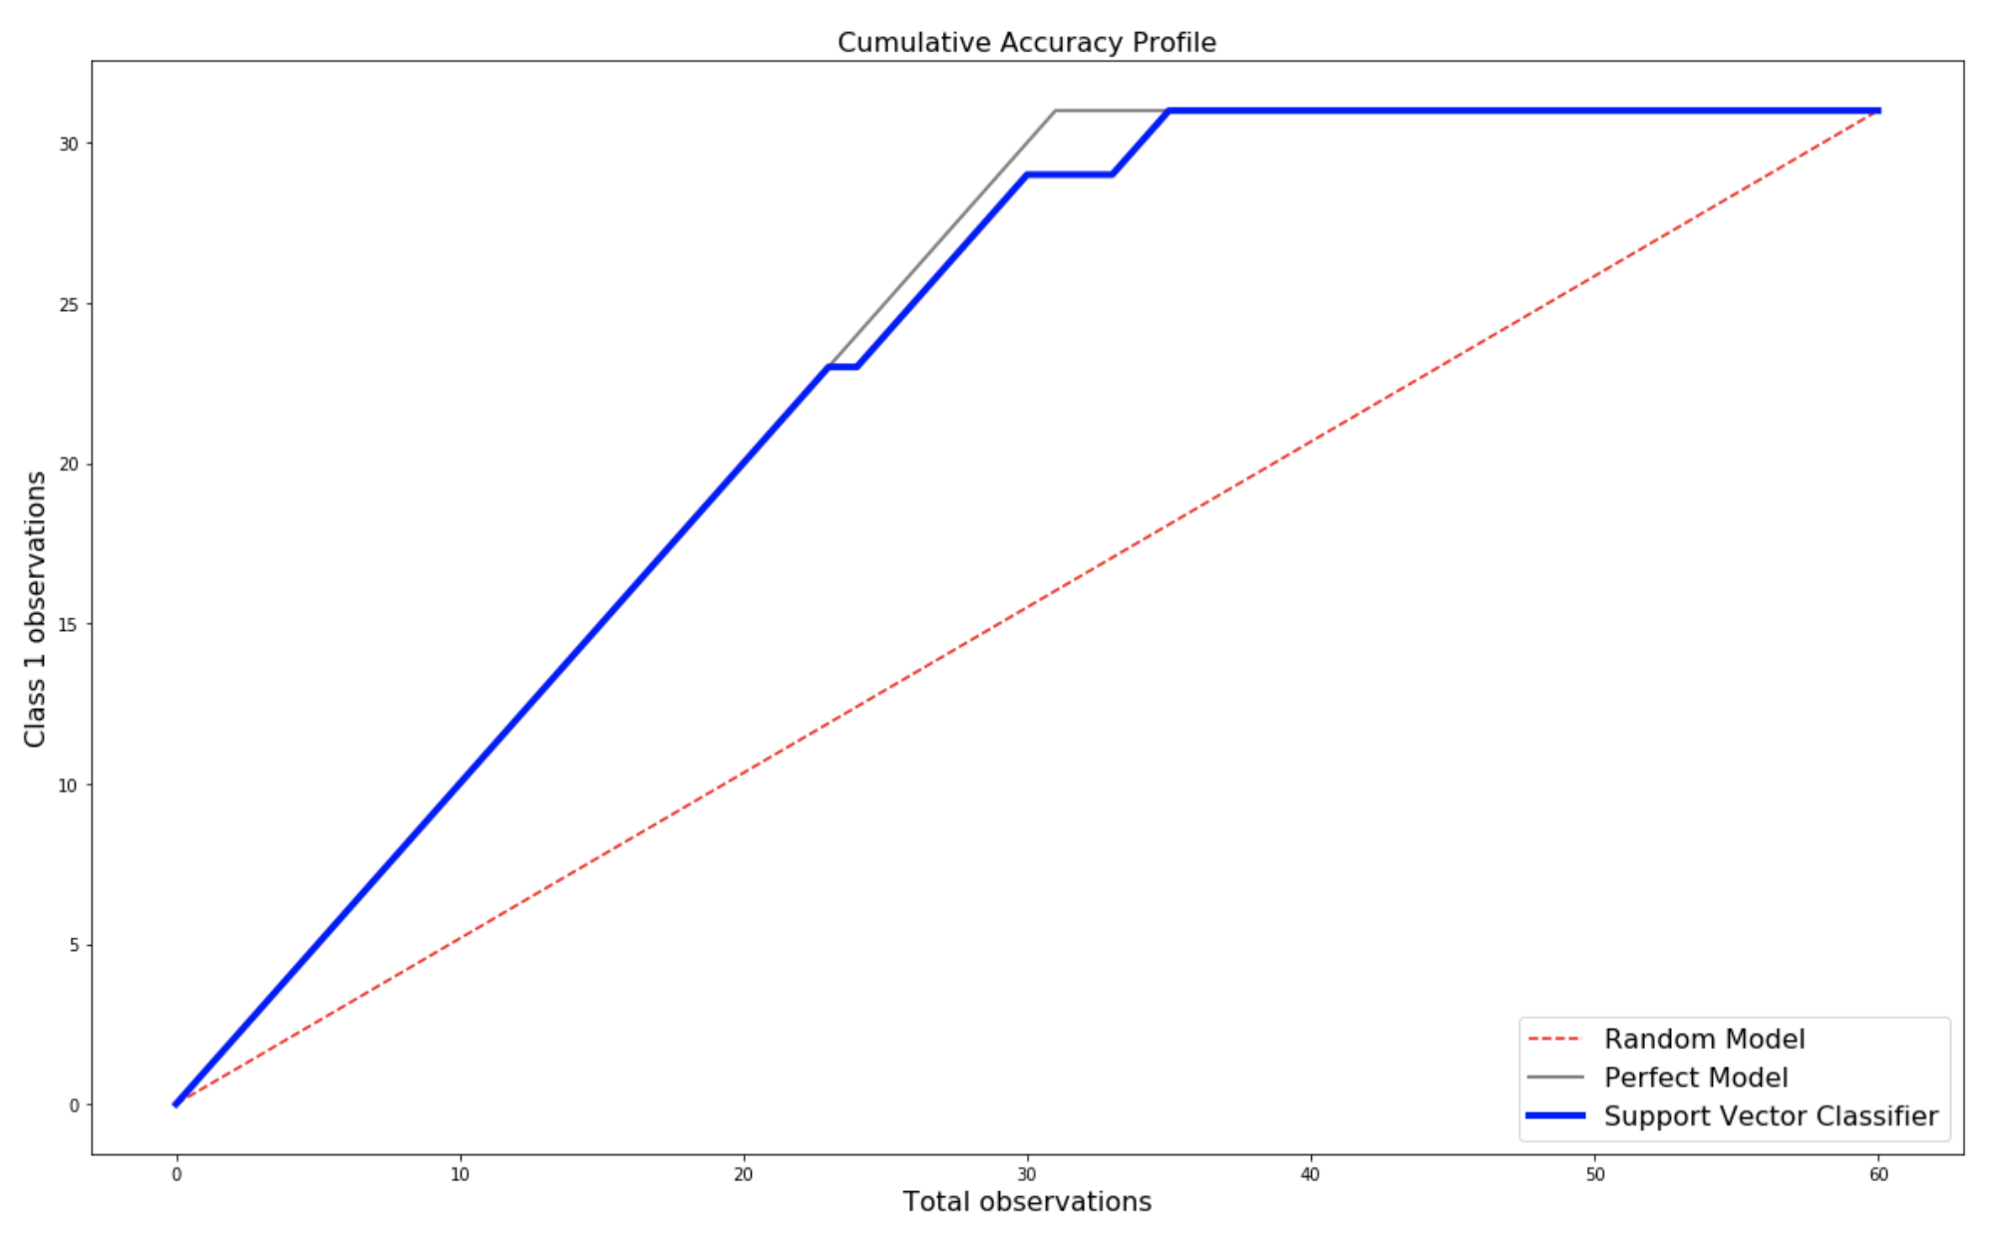 Cumulative Accuracy Profile
30
25
20
15
10
5
0
Class 1 observations
0 10 20 30 40 50 60
Total observations
Random Model
Perfect Model
Support Vector Classifier